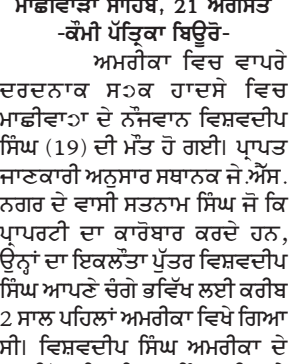 ਮਾਛੀਵਾੜਾ ਸਾਹਿਬ, 21 ਅਗਸਤ
-ਕੌਮੀ ਪੱਤ੍ਰਿਕਾ ਬਿਊਰੋ-
ਅਮਰੀਕਾ ਵਿਚ ਵਾਪਰੇ
ਦਰਦਨਾਕ ਸੜਕ ਹਾਦਸੇ ਵਿਚ
ਮਾਛੀਵਾੜਾ ਦੇ ਨੌਜਵਾਨ ਵਿਸ਼ਵਦੀਪ
ਸਿੰਘ (19) ਦੀ ਮੌਤ ਹੋ ਗਈ। ਪ੍ਰਾਪਤ
ਜਾਣਕਾਰੀ ਅਨੁਸਾਰ ਸਥਾਨਕ ਜੇ.ਐੱਸ.
ਨਗਰ ਦੇ ਵਾਸੀ ਸਤਨਾਮ ਸਿੰਘ ਜੋ ਕਿ
ਪ੍ਰਾਪਰਟੀ ਦਾ ਕਾਰੋਬਾਰ ਕਰਦੇ ਹਨ,
ਉਨ੍ਹਾਂ ਦਾ ਇਕਲੌਤਾ ਪੁੱਤਰ ਵਿਸ਼ਵਦੀਪ
ਸਿੰਘ ਆਪਣੇ ਚੰਗੇ ਭਵਿੱਖ ਲਈ ਕਰੀਬ
2 ਸਾਲ ਪਹਿਲਾਂ ਅਮਰੀਕਾ ਵਿਖੇ ਗਿਆ
ਸੀ। ਵਿਸ਼ਵਦੀਪ ਸਿੰਘ ਅਮਰੀਕਾ ਦੇ